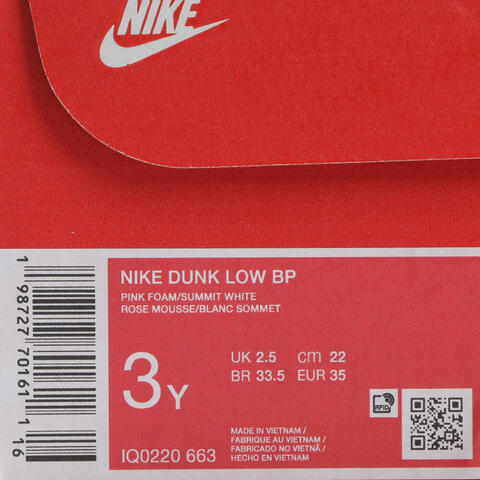 NIKE
NIKE DUNK LOW BP
PINK FOAM/SUMMIT WHITE
ROSE MOUSSE/BLANC SOMMET
3Y
UK 2.5 cm 22
BR 33.5 EUR 35
IQ0220 663
MADE IN VIETNAM /
FABRIQUE AU VIETNAM /
FABRICADO NO VIETNÃ /
HECHO EN VIETNAM
RFID
1 98727 70161 1 16